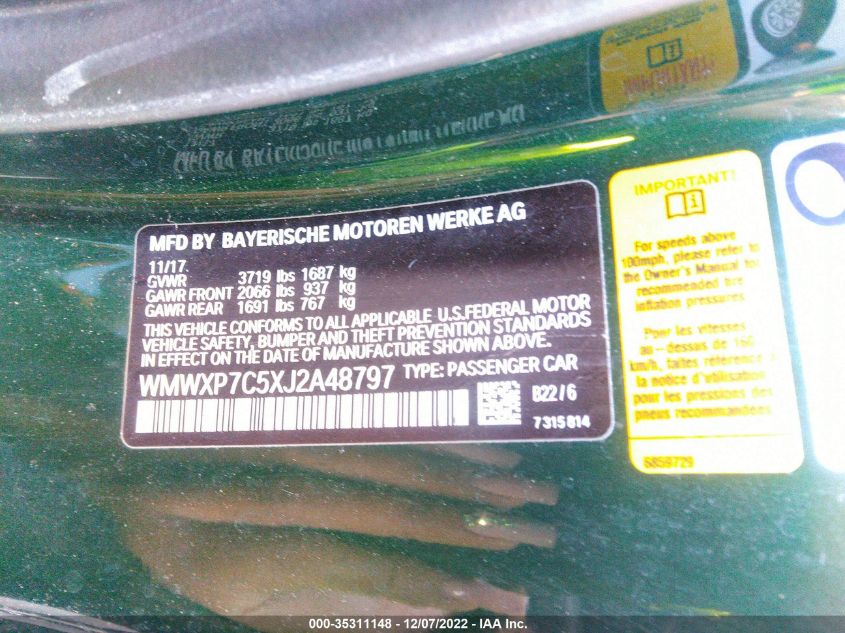 MFD BY BAYERISCHE MOTOREN WERKE AG
11/17.
GVWR 3719 lbs 1687 kg
GAWR FRONT 2066 lbs 937 kg
GAWR REAR 1691 lbs 767 kg
THIS VEHICLE CONFORMS TO ALL APPLICABLE U.S.FEDERAL MOTOR
VEHICLE SAFETY, BUMPER AND THEFT PREVENTION STANDARDS
IN EFFECT ON THE DATE OF MANUFACTURE SHOWN ABOVE.
WMWXP7C5XJ2A48797 TYPE: PASSENGER CAR
B22/6
7315814
IMPORTANT!
For speeds above
100mph, please refer to
the Owner's Manual for
recommended tire
inflation pressures
Pour les vitesses
au-dessus de 160
km/h, faites reference à
la notice d'utilisation
pour les pressions des
pneus recommandees
6859729
000-35311148 - 12/07/2022 - IAA Inc.